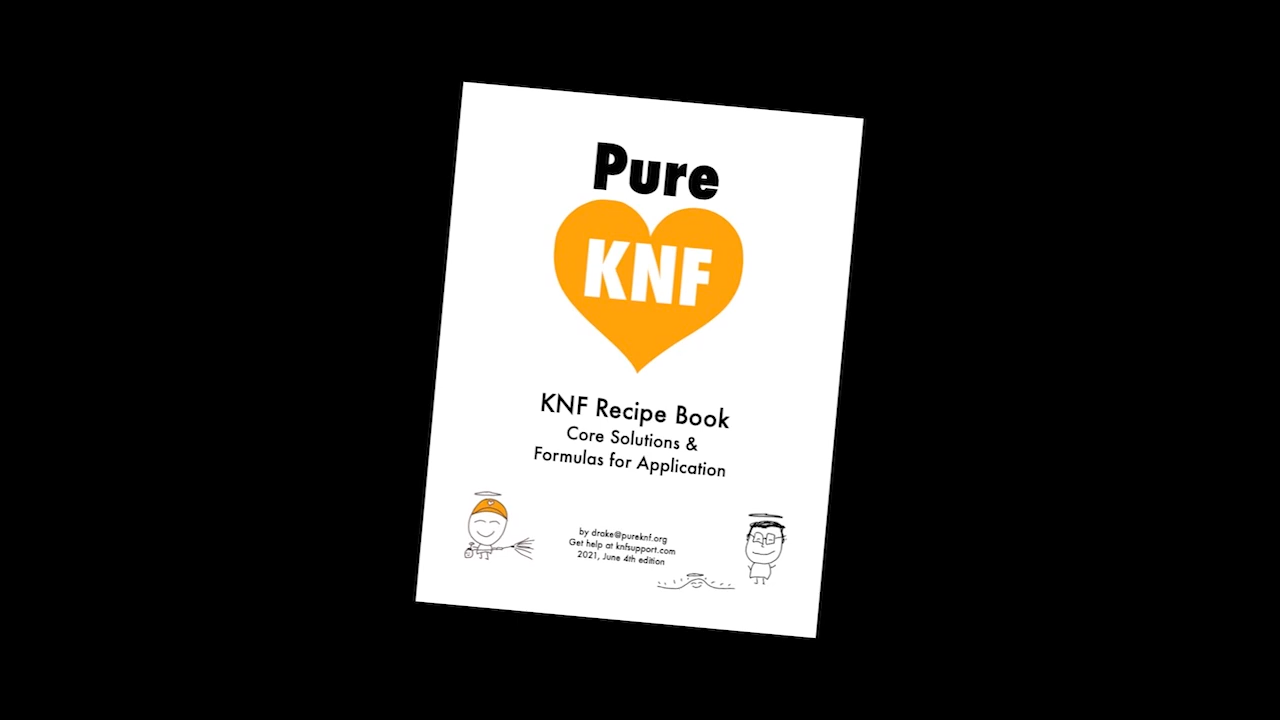 Pure
KNF
KNF Recipe Book
Core Solutions &
Formulas for Application
by drake@pureknf.org
Get help at knfsupport.com
2021, June 4th edition